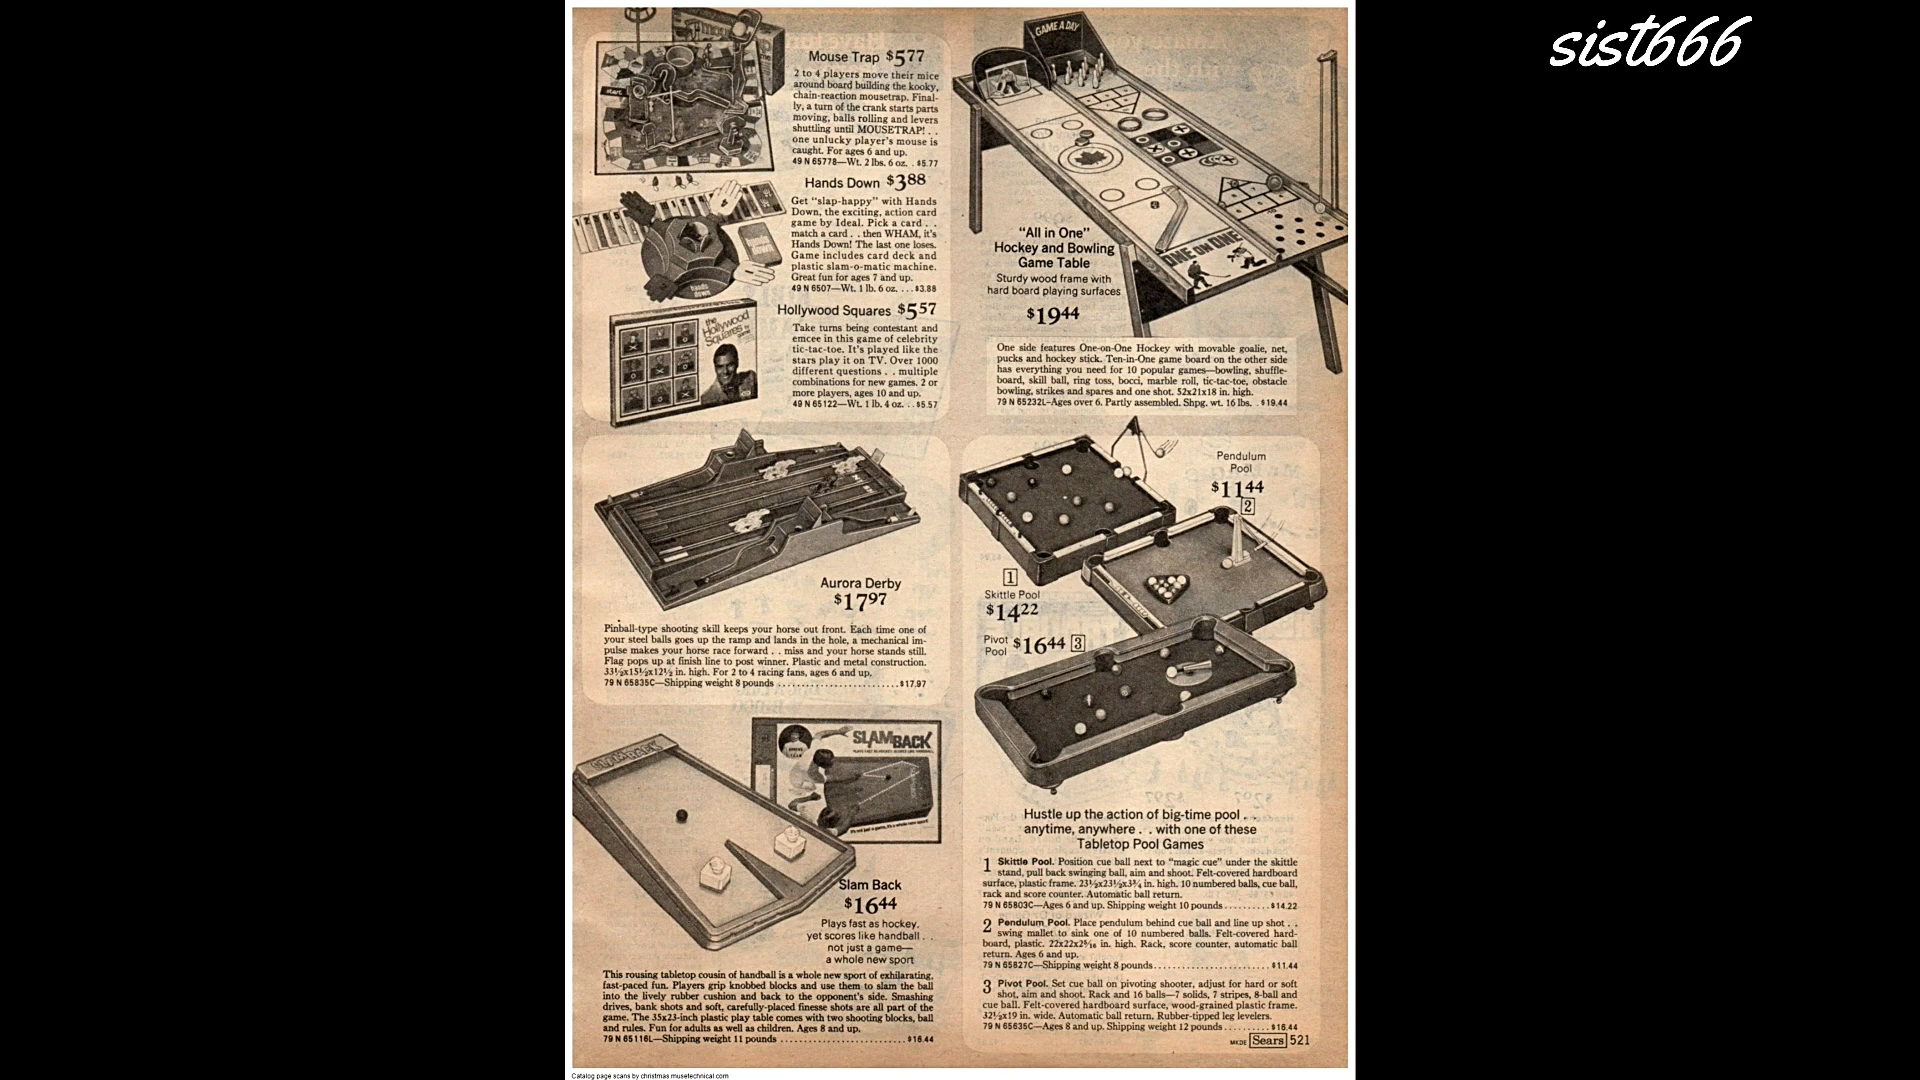 sist666
Mouse Trap $577
2 to 4 players move their mice
around board building the kooky,
chain-reaction mousetrap. Final-
ly, a turn of the crank starts parts
moving, balls rolling and levers
shuttling until MOUSETRAP! . .
one unlucky player's mouse is
caught. For ages 6 and up.
49 N 65778—Wt. 2 lbs. 6 oz. . $5.77
Hands Down $388
Get "slap-happy" with Hands
Down, the exciting, action card
game by Ideal. Pick a card . .
match a card . . then WHAM, it's
Hands Down! The last one loses.
Game includes card deck and
plastic slam-o-matic machine.
Great fun for ages 7 and up.
49 N 6507—Wt. 1 lb. 6 oz. . . . $3.88
hands
down
Hollywood Squares $557
Take turns being contestant and
emcee in this game of celebrity
tic-tac-toe. It's played like the
stars play it on TV. Over 1000
different questions . . multiple
combinations for new games. 2 or
more players, ages 10 and up.
49 N 65122—Wt. 1 lb. 4 oz. . . $5.57
the
Hollywood
Squares
GAME A DAY
ONE ON ONE
"All in One"
Hockey and Bowling
Game Table
Sturdy wood frame with
hard board playing surfaces
$1944
One side features One-on-One Hockey with movable goalie, net,
pucks and hockey stick. Ten-in-One game board on the other side
has everything you need for 10 popular games—bowling, shuffle-
board, skill ball, ring toss, bocci, marble roll, tic-tac-toe, obstacle
bowling, strikes and spares and one shot. 52x21x18 in. high.
79 N 65232L—Ages over 6. Partly assembled. Shpg. wt. 16 lbs. . $19.44
Aurora Derby
$1797
Pinball-type shooting skill keeps your horse out front. Each time one of
your steel balls goes up the ramp and lands in the hole, a mechanical im-
pulse makes your horse race forward . . miss and your horse stands still.
Flag pops up at finish line to post winner. Plastic and metal construction.
33½x15½x12½ in. high. For 2 to 4 racing fans, ages 6 and up.
79 N 65835C—Shipping weight 8 pounds . . . . . . . . . . $17.97
Pendulum
Pool
$1144
2
1
Skittle Pool
$1422
Pivot
Pool $1644 3
SLAM BACK
SLAM BACK
Slam Back
$1644
Plays fast as hockey,
yet scores like handball . .
not just a game—
a whole new sport
This rousing tabletop cousin of handball is a whole new sport of exhilarating,
fast-paced fun. Players grip knobbed blocks and use them to slam the ball
into the lively rubber cushion and back to the opponent's side. Smashing
drives, bank shots and soft, carefully-placed finesse shots are all part of the
game. The 35x23-inch plastic play table comes with two shooting blocks, ball
and rules. Fun for adults as well as children. Ages 8 and up.
79 N 65116L—Shipping weight 11 pounds . . . . . . . . . . $16.44
Hustle up the action of big-time pool . .
anytime, anywhere . . with one of these
Tabletop Pool Games
1 Skittle Pool. Position cue ball next to "magic cue" under the skittle
stand, pull back swinging ball, aim and shoot. Felt-covered hardboard
surface, plastic frame. 23½x23½x3¾ in. high. 10 numbered balls, cue ball,
rack and score counter. Automatic ball return.
79 N 65803C—Ages 6 and up. Shipping weight 10 pounds . . . . . $14.22
2 Pendulum Pool. Place pendulum behind cue ball and line up shot . .
swing mallet to sink one of 10 numbered balls. Felt-covered hard-
board, plastic. 22x22x2 in. high. Rack, score counter, automatic ball
return. Ages 6 and up.
79 N 65827C—Shipping weight 8 pounds . . . . . . . . . . $11.44
3 Pivot Pool. Set cue ball on pivoting shooter, adjust for hard or soft
shot, aim and shoot. Rack and 16 balls—7 solids, 7 stripes, 8-ball and
cue ball. Felt-covered hardboard surface, wood-grained plastic frame.
32½x19 in. wide. Automatic ball return. Rubber-tipped leg levelers.
79 N 65635C—Ages 8 and up. Shipping weight 12 pounds . . . . . $16.44
Sears 521
Catalog page scans by christmas.musetechnical.com